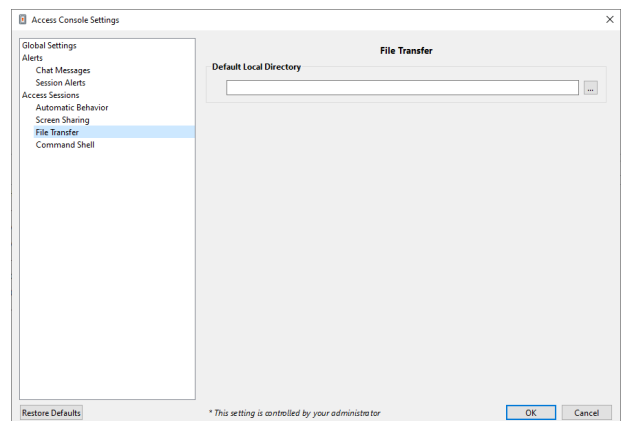 Access Console Settings
Global Settings
Alerts
Chat Messages
Session Alerts
Access Sessions
Automatic Behavior
Screen Sharing
File Transfer
Command Shell
File Transfer
Default Local Directory
...
Restore Defaults
* This setting is controlled by your administrator
OK
Cancel